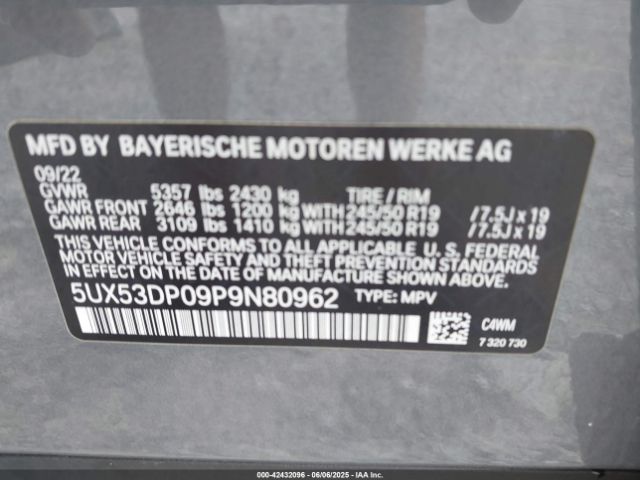 MFD BY BAYERISCHE MOTOREN WERKE AG
09/22
GVWR 5357 lbs 2430 kg TIRE / RIM
GAWR FRONT 2646 lbs 1200 kg WITH 245/50 R19 / 7.5J x 19
GAWR REAR 3109 lbs 1410 kg WITH 245/50 R19 / 7.5J x 19
THIS VEHICLE CONFORMS TO ALL APPLICABLE U. S. FEDERAL
MOTOR VEHICLE SAFETY AND THEFT PREVENTION STANDARDS
IN EFFECT ON THE DATE OF MANUFACTURE SHOWN ABOVE.
5UX53DP09P9N80962 TYPE: MPV
C4WM
7 320 730
000-42432096 - 06/06/2025 - IAA Inc.